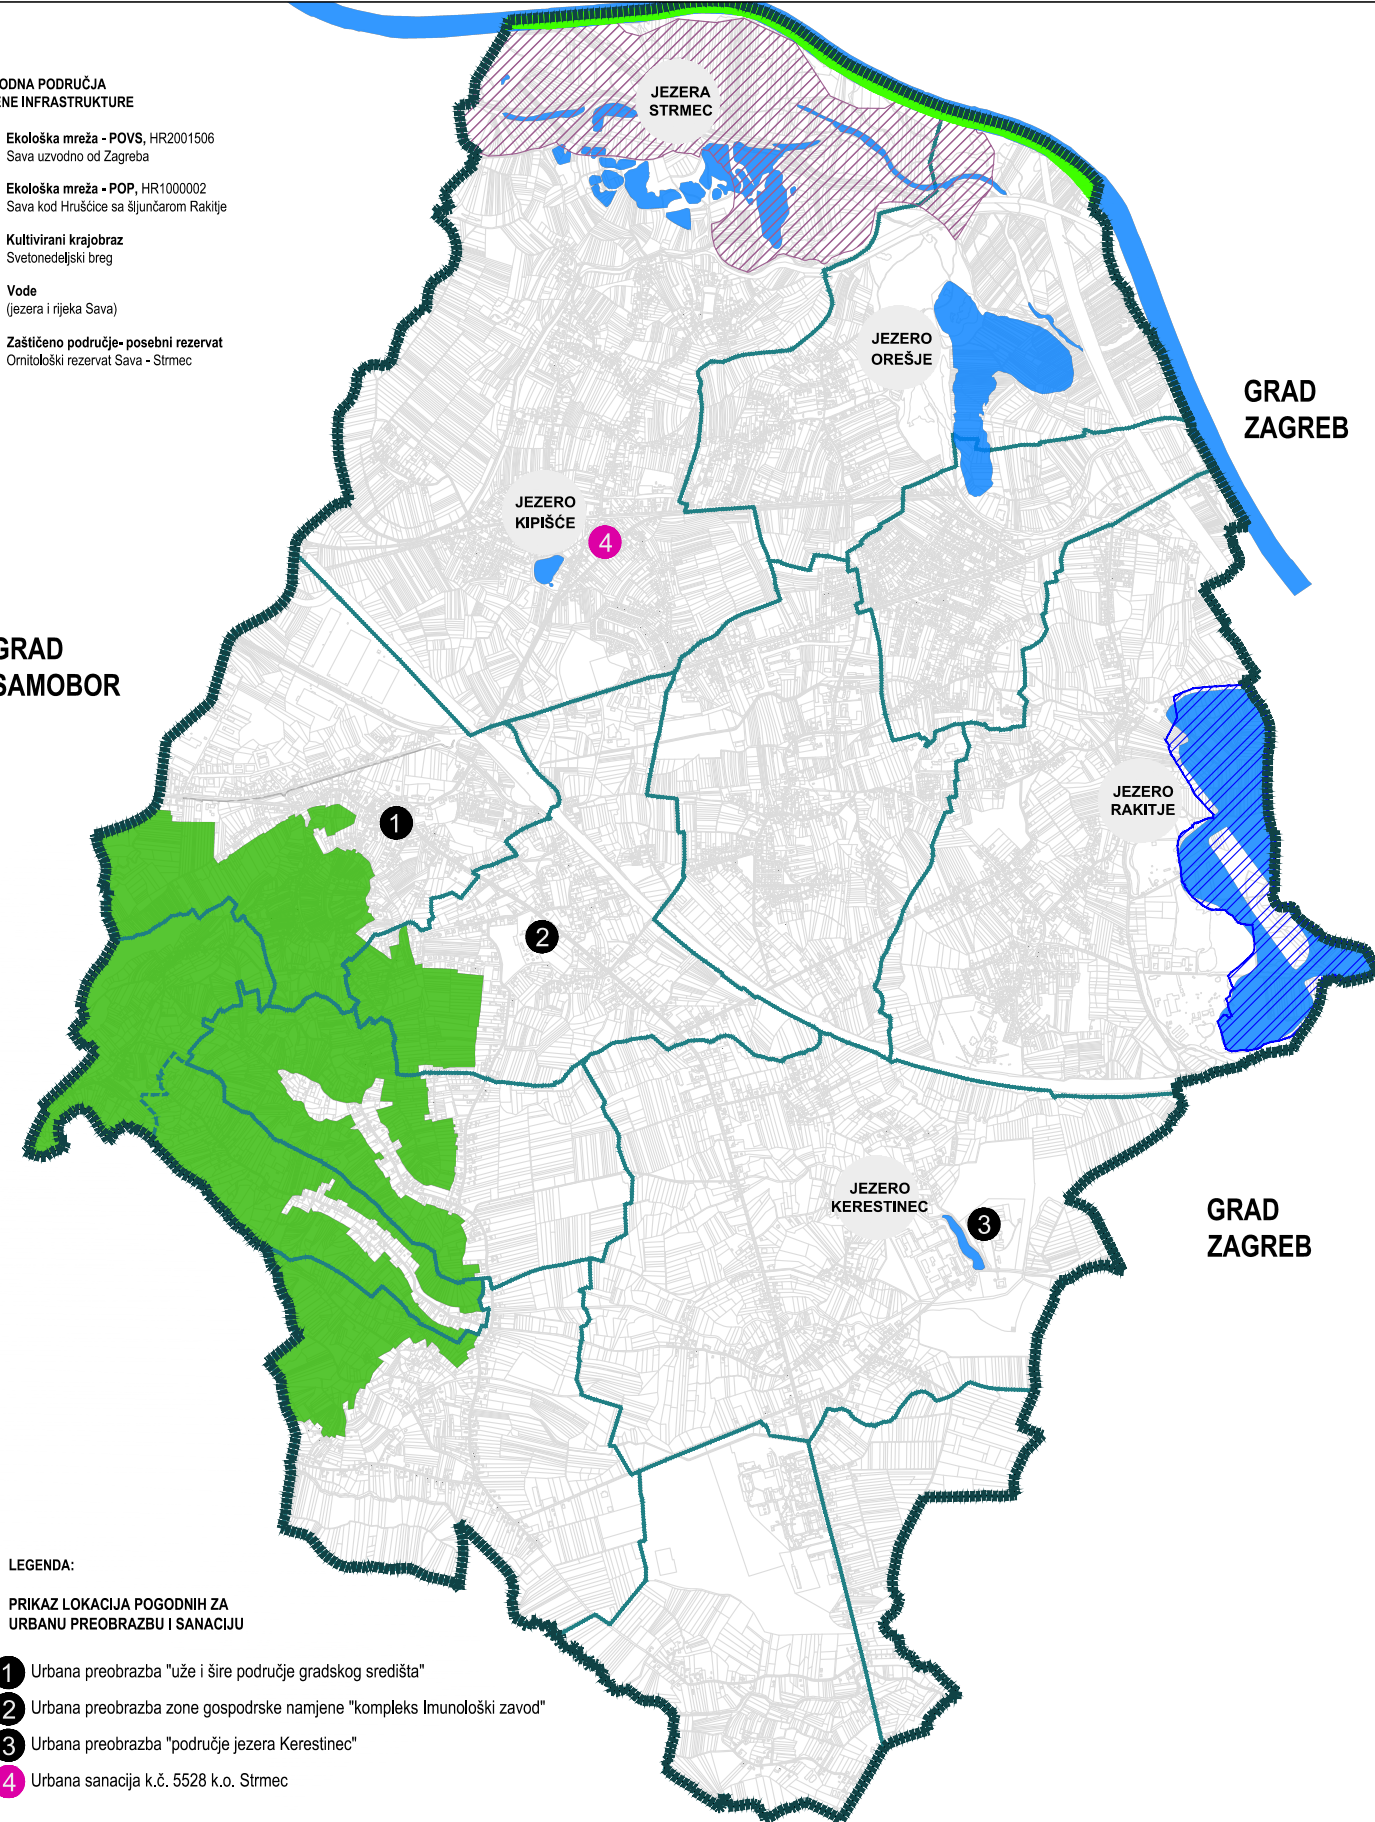 ODNA PODRUČJA
ENE INFRASTRUKTURE
Ekološka mreža - POVS, HR2001506
Sava uzvodno od Zagreba
Ekološka mreža - POP, HR1000002
Sava kod Hrušćice sa šljunčarom Rakitje
Kultivirani krajobraz
Svetonedeljski breg
Vode
(jezera i rijeka Sava)
Zaštičeno područje- posebni rezervat
Ornitološki rezervat Sava - Strmec
JEZERA
STRMEC
JEZERO
OREŠJE
GRAD
ZAGREB
JEZERO
KIPIŠĆE
4
GRAD
SAMOBOR
JEZERO
RAKITJE
1
2
JEZERO
KERESTINEC
3
GRAD
ZAGREB
LEGENDA:
PRIKAZ LOKACIJA POGODNIH ZA
URBANU PREOBRAZBU I SANACIJU
1 Urbana preobrazba "uže i šire područje gradskog središta"
2 Urbana preobrazba zone gospodrske namjene "kompleks Imunološki zavod"
3 Urbana preobrazba "područje jezera Kerestinec"
4 Urbana sanacija k.č. 5528 k.o. Strmec